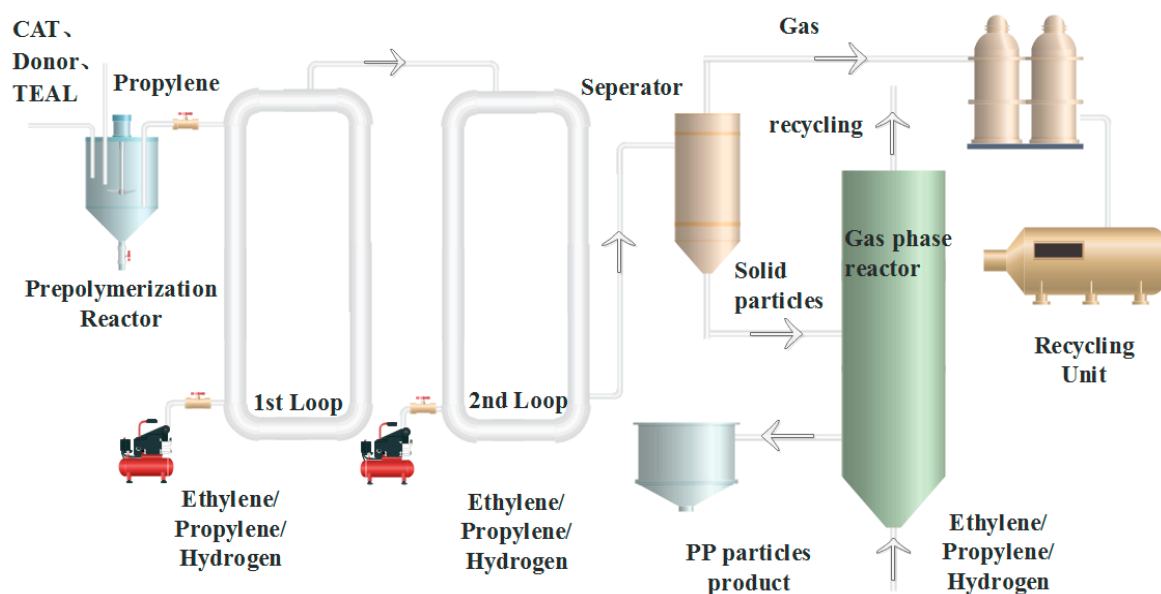 CAT、
Donor、
TEAL
Propylene
Prepolymerization
Reactor
1st Loop
Ethylene/
Propylene/
Hydrogen
2nd Loop
Ethylene/
Propylene/
Hydrogen
Seperator
Gas
recycling
Solid
particles
Gas phase
reactor
PP particles
product
Ethylene/
Propylene/
Hydrogen
Recycling
Unit